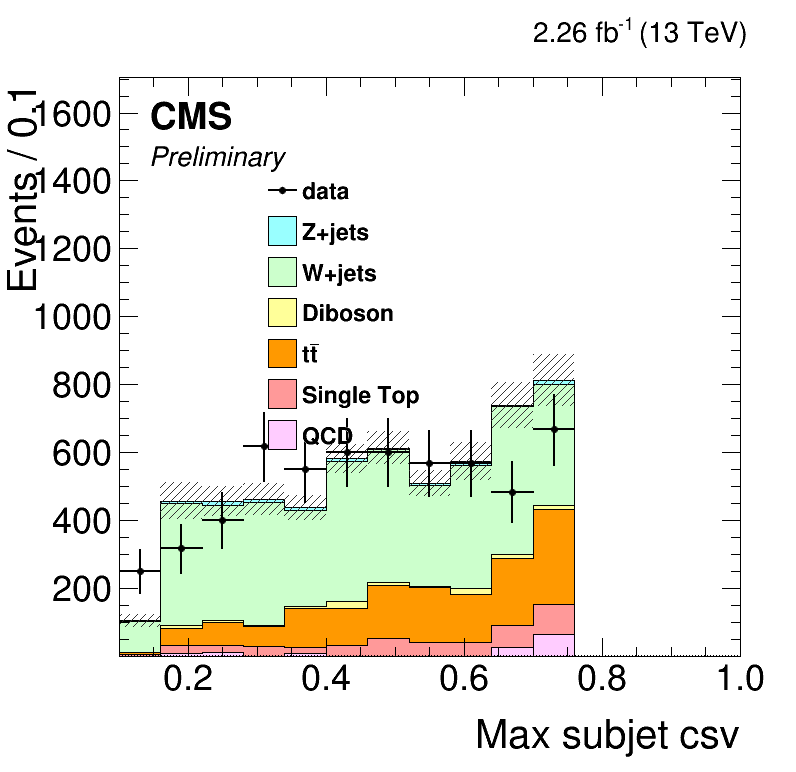 2.26 fb⁻¹ (13 TeV)
Events / 0.1
1600
1400
1200
1000
800
600
400
200
CMS
Preliminary
data
Z+jets
W+jets
Diboson
tt̄
Single Top
QCD
0.2 0.4 0.6 0.8 1.0
Max subjet csv